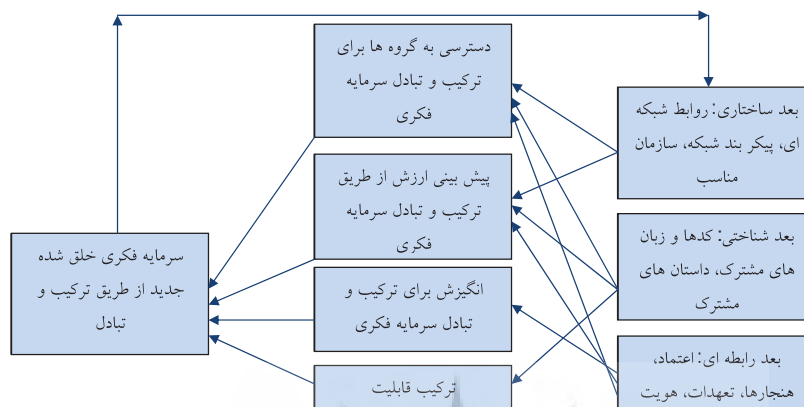 بعد ساختاری: روابط شبکه
ای، پیکر بند شبکه، سازمان
مناسب
بعد شناختی: کدها و زبان
های مشترک، داستان های
مشترک
بعد رابطه ای: اعتماد،
هنجارها، تعهدات، هویت
دسترسی به گروه ها برای
ترکیب و تبادل سرمایه
فکری
پیش بینی ارزش از طریق
ترکیب و تبادل سرمایه
فکری
انگیزش برای ترکیب و
تبادل سرمایه فکری
ترکیب قابلیت
سرمایه فکری خلق شده
جدید از طریق ترکیب و
تبادل